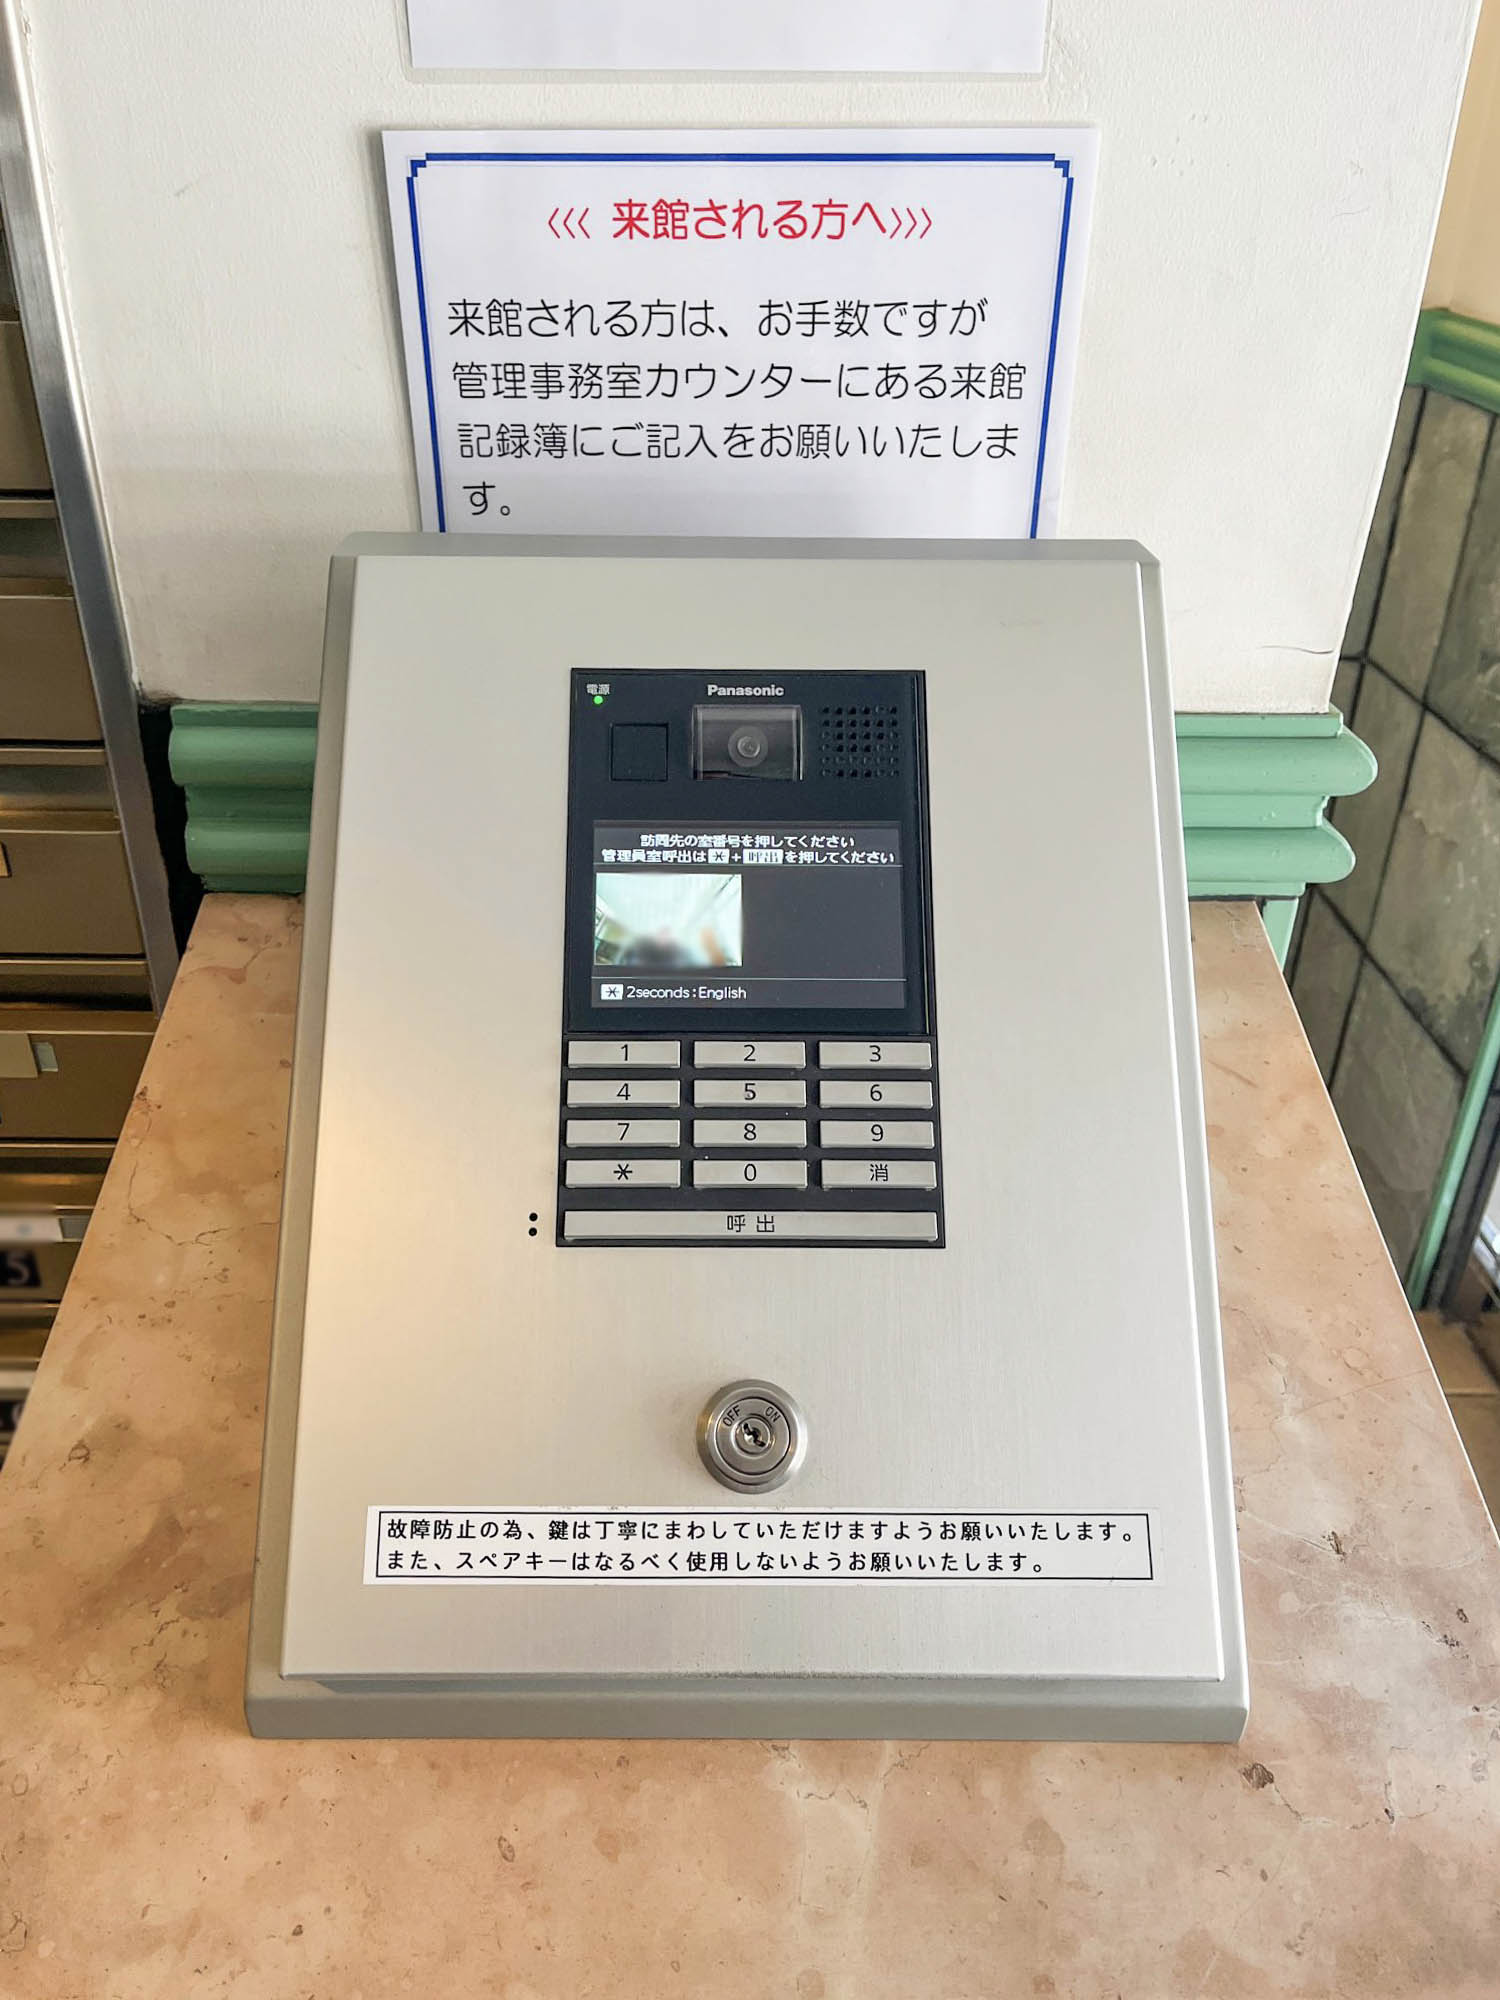 <<< 来館される方へ>>>
来館される方は、お手数ですが
管理事務室カウンターにある来館
記録簿にご記入をお願いいたしま
す。
電源
Panasonic
訪問先の室番号を押してください
管理員室呼出は * + 呼出 を押してください
* 2seconds:English
1 2 3
4 5 6
7 8 9
* 0 消
呼出
OFF ON
故障防止の為、鍵は丁寧にまわしていただけますようお願いいたします。
また、スペアキーはなるべく使用しないようお願いいたします。
5